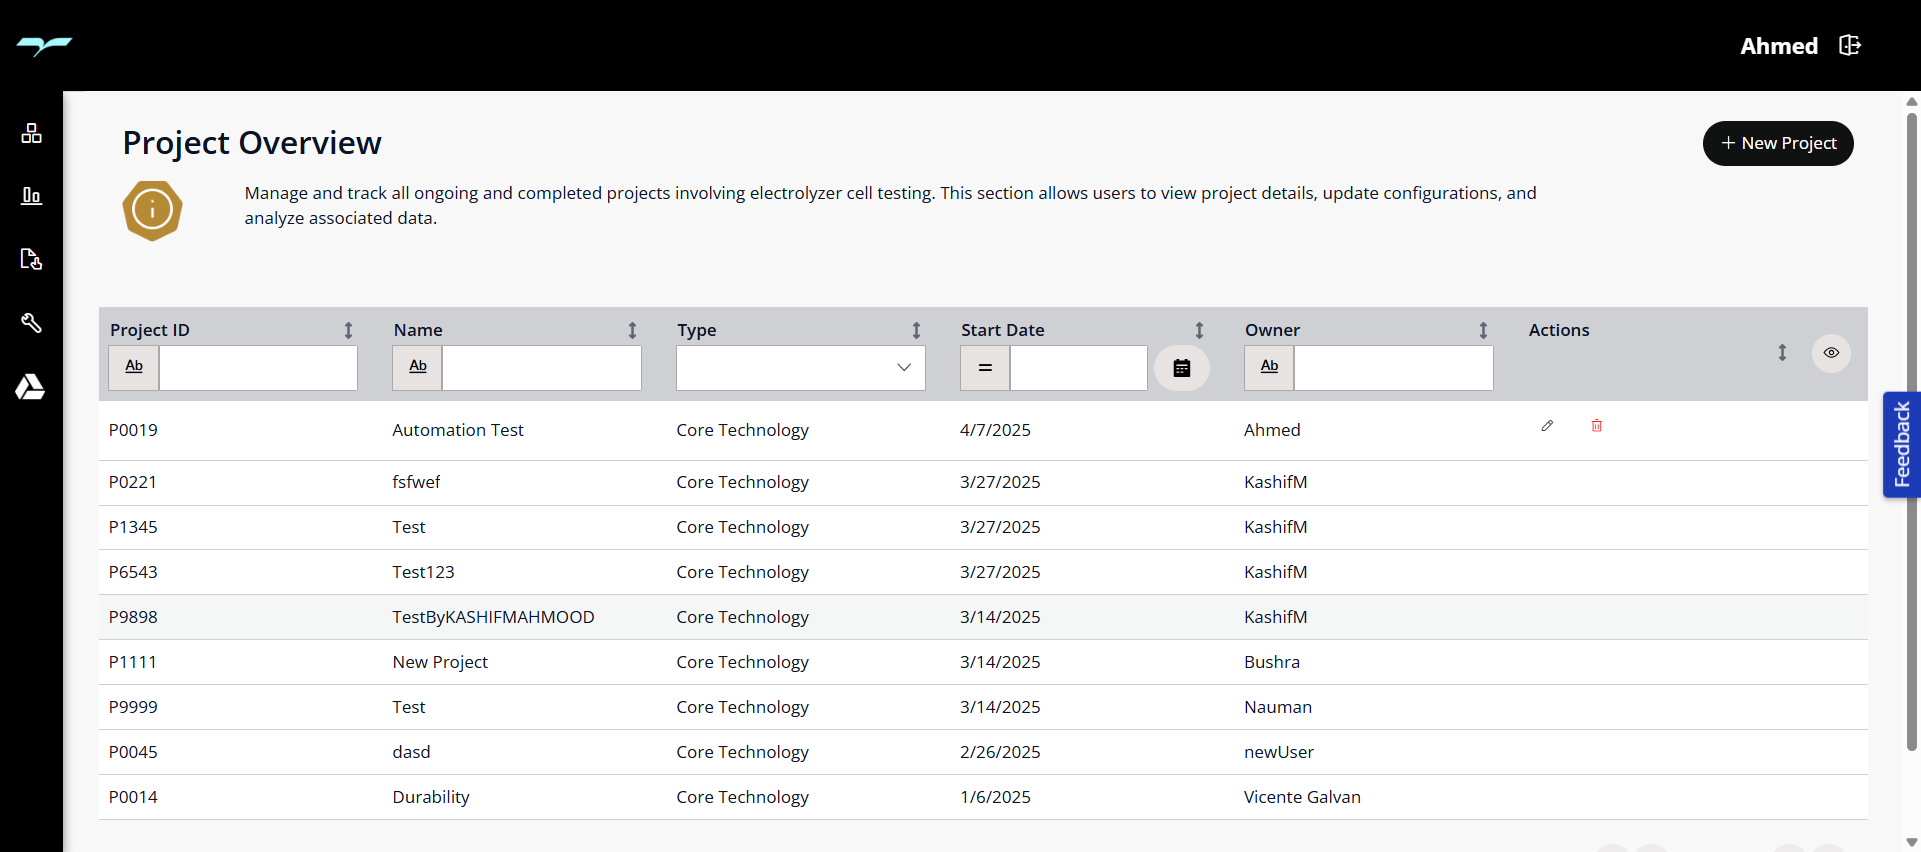 Ahmed
Project Overview
+ New Project
Manage and track all ongoing and completed projects involving electrolyzer cell testing. This section allows users to view project details, update configurations, and
analyze associated data.
Project ID Name Type Start Date Owner Actions
Ab Ab = Ab
P0019 Automation Test Core Technology 4/7/2025 Ahmed
P0221 fsfwef Core Technology 3/27/2025 KashifM
P1345 Test Core Technology 3/27/2025 KashifM
P6543 Test123 Core Technology 3/27/2025 KashifM
P9898 TestByKASHIFMAHMOOD Core Technology 3/14/2025 KashifM
P1111 New Project Core Technology 3/14/2025 Bushra
P9999 Test Core Technology 3/14/2025 Nauman
P0045 dasd Core Technology 2/26/2025 newUser
P0014 Durability Core Technology 1/6/2025 Vicente Galvan
Feedback